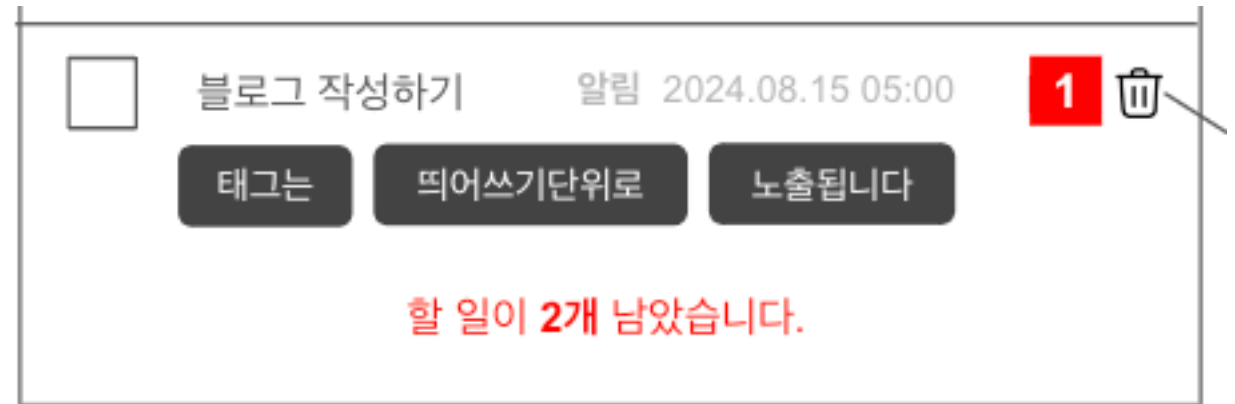 블로그 작성하기 알림 2024.08.15 05:00 1
태그는 띄어쓰기단위로 노출됩니다
할 일이 2개 남았습니다.